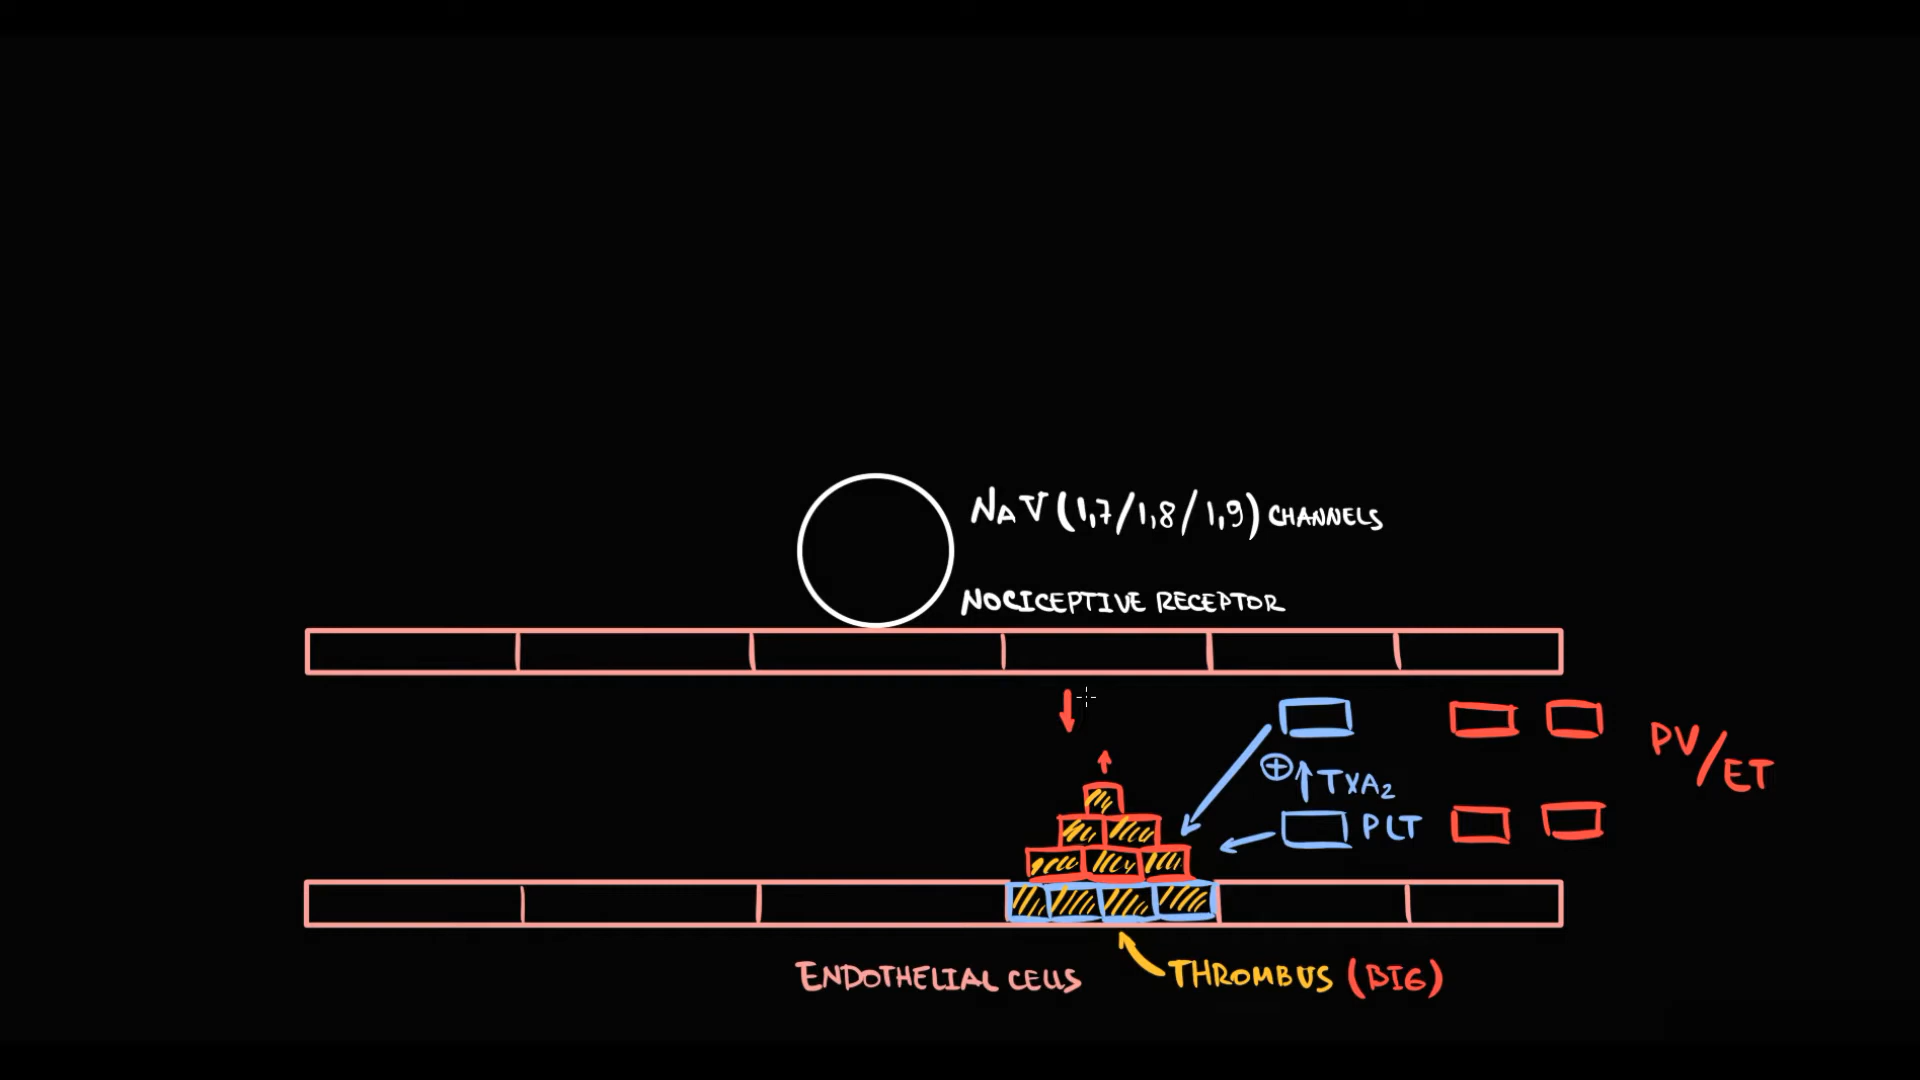 NaV (1,7/1,8/1,9) CHANNELS
NOCICEPTIVE RECEPTOR
PV/ET
⊕ ↑ TXA₂
PLT
ENDOTHELIAL CELLS
THROMBUS (BIG)